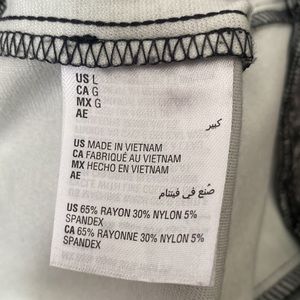 US L
CA G
MX G
AE
كبير
US MADE IN VIETNAM
CA FABRIQUÉ AU VIETNAM
MX HECHO EN VIETNAM
AE
صُنع في فيتنام
US 65% RAYON 30% NYLON 5%
SPANDEX
CA 65% RAYONNE 30% NYLON 5%
SPANDEX